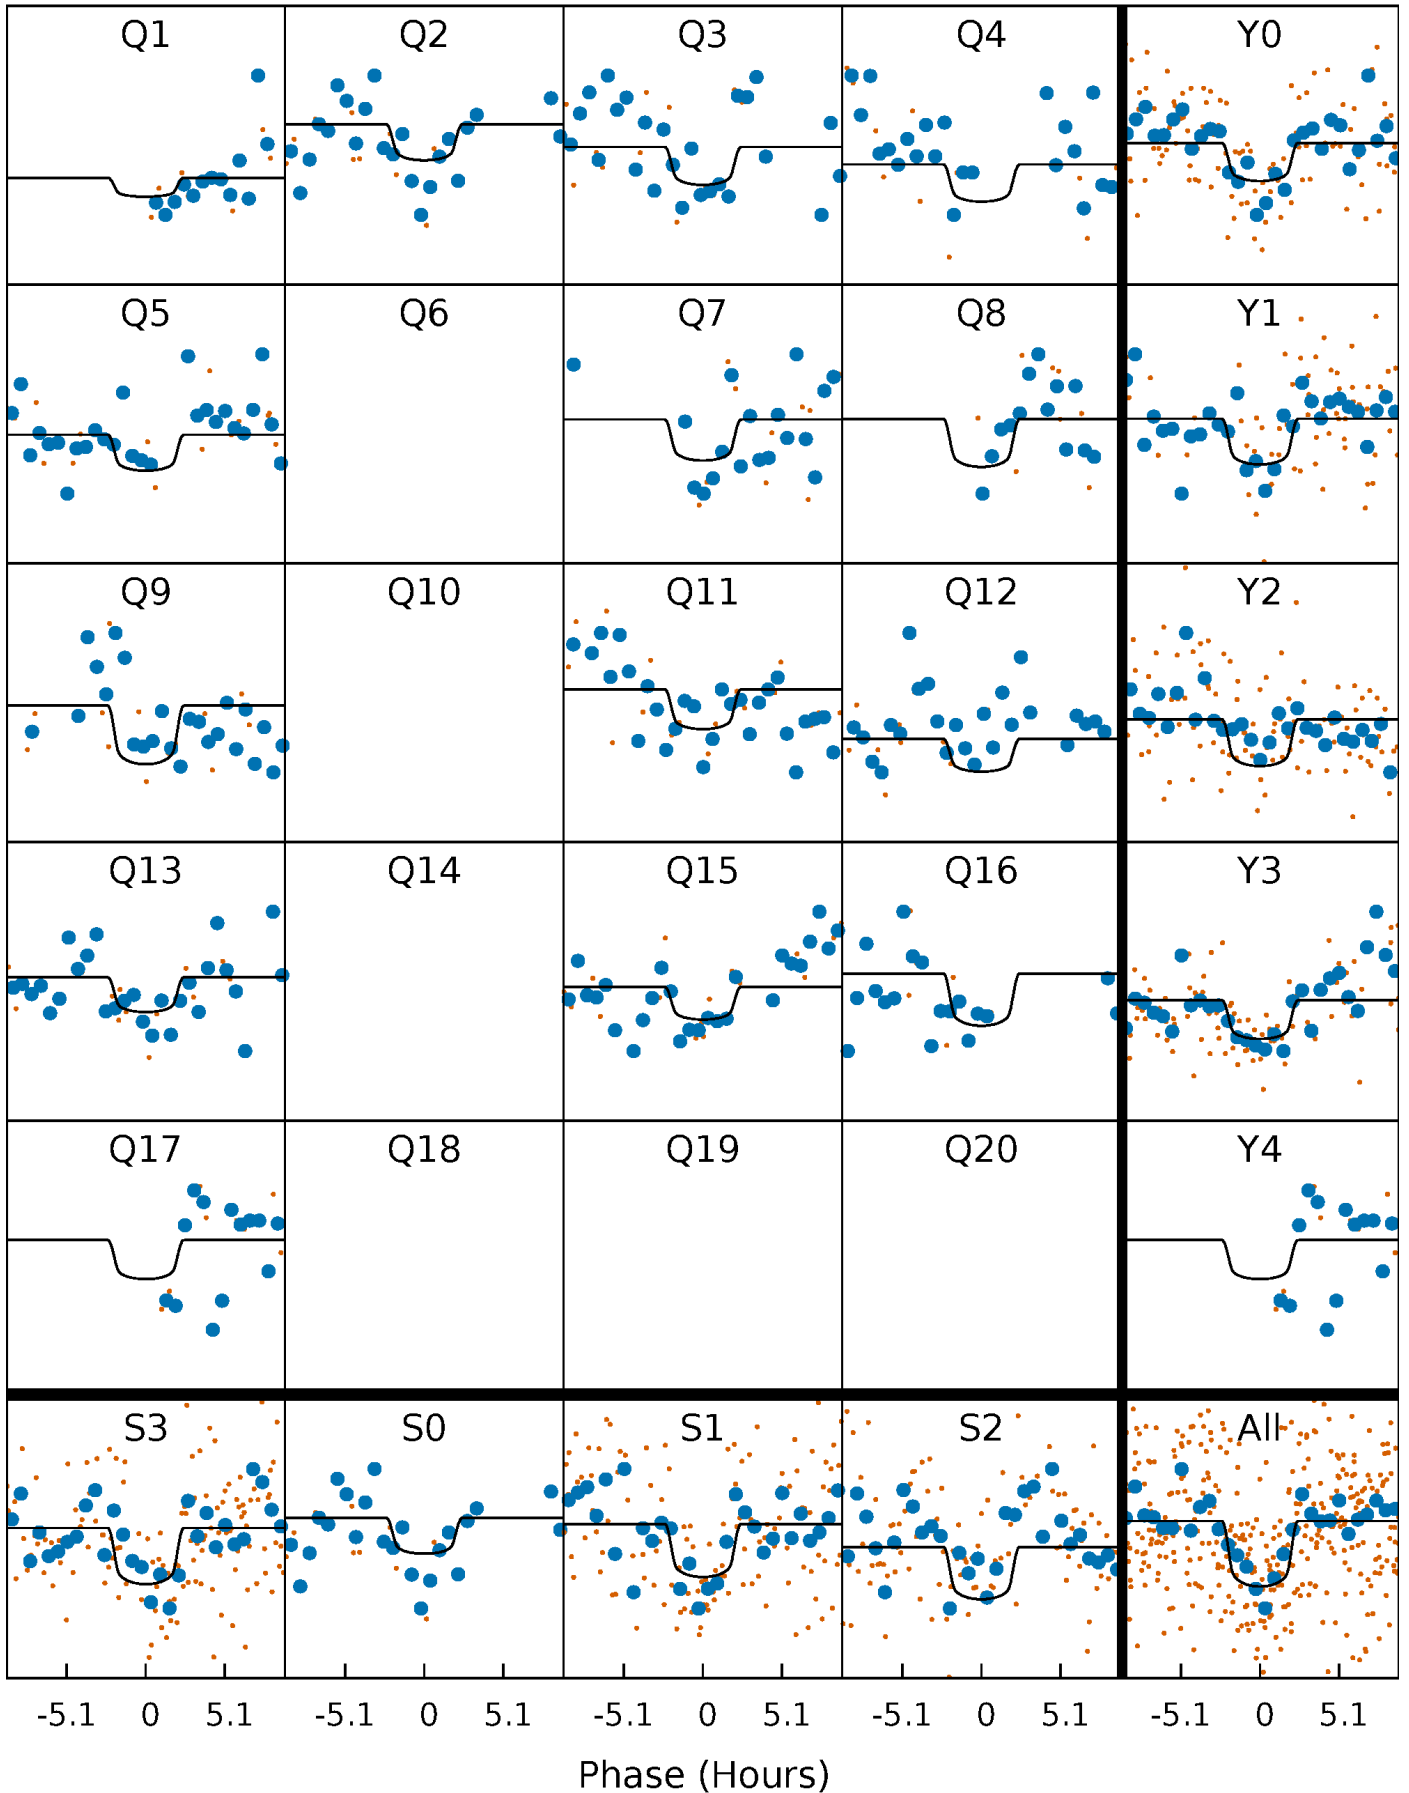 Q1 Q2 Q3 Q4 Y0
Q5 Q6 Q7 Q8 Y1
Q9 Q10 Q11 Q12 Y2
Q13 Q14 Q15 Q16 Y3
Q17 Q18 Q19 Q20 Y4
S3 S0 S1 S2 All
-5.1 0 5.1 -5.1 0 5.1 -5.1 0 5.1 -5.1 0 5.1 -5.1 0 5.1
Phase (Hours)